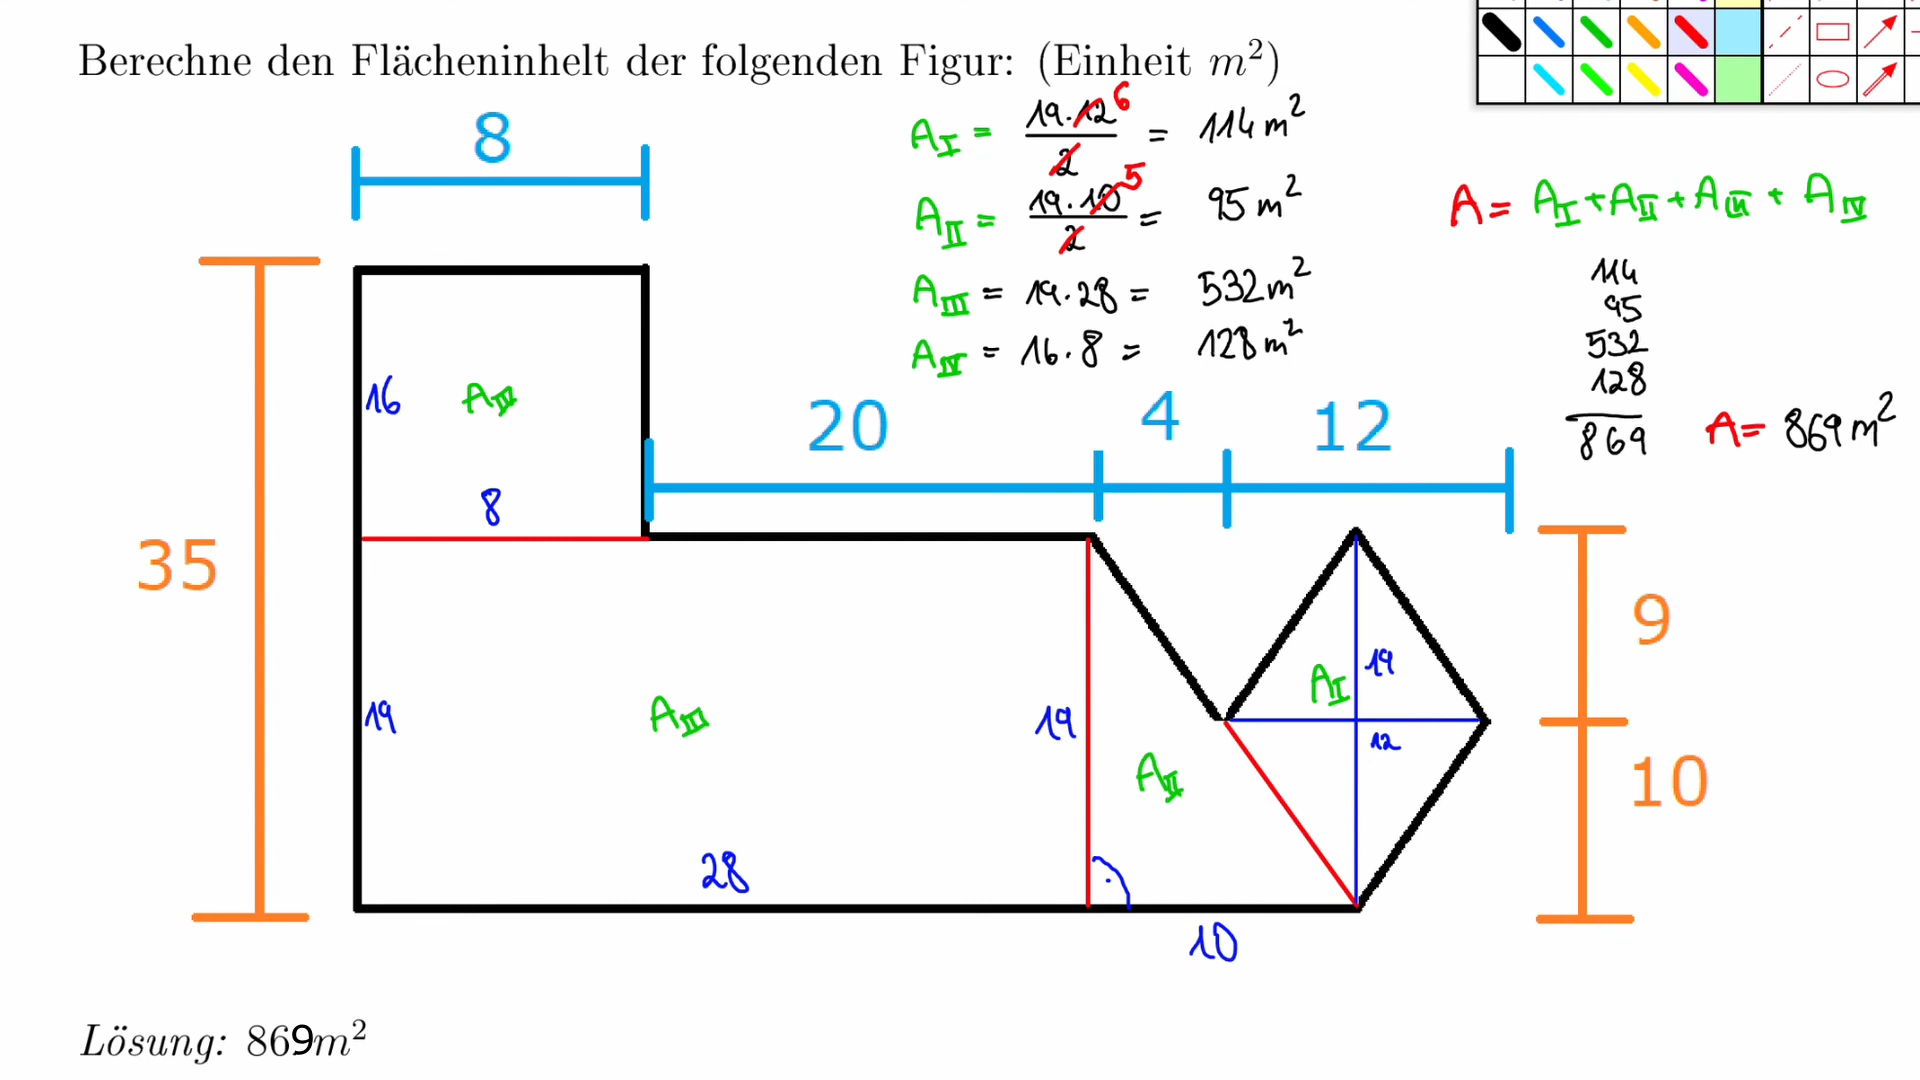 Berechne den Flächeninhelt der folgenden Figur: (Einheit m²)
8
A_I = 19·12/2 6 = 114 m²
A_II = 19·10/2 5 = 95 m²
A_III = 19·28 = 532 m²
A_IV = 16·8 = 128 m²
A = A_I + A_II + A_III + A_IV
114
95
532
128
869
A = 869 m²
16
A_IV
8
20
4
12
35
9
19
A_III
19
A_II
A_I
19
12
10
28
10
Lösung: 869m²